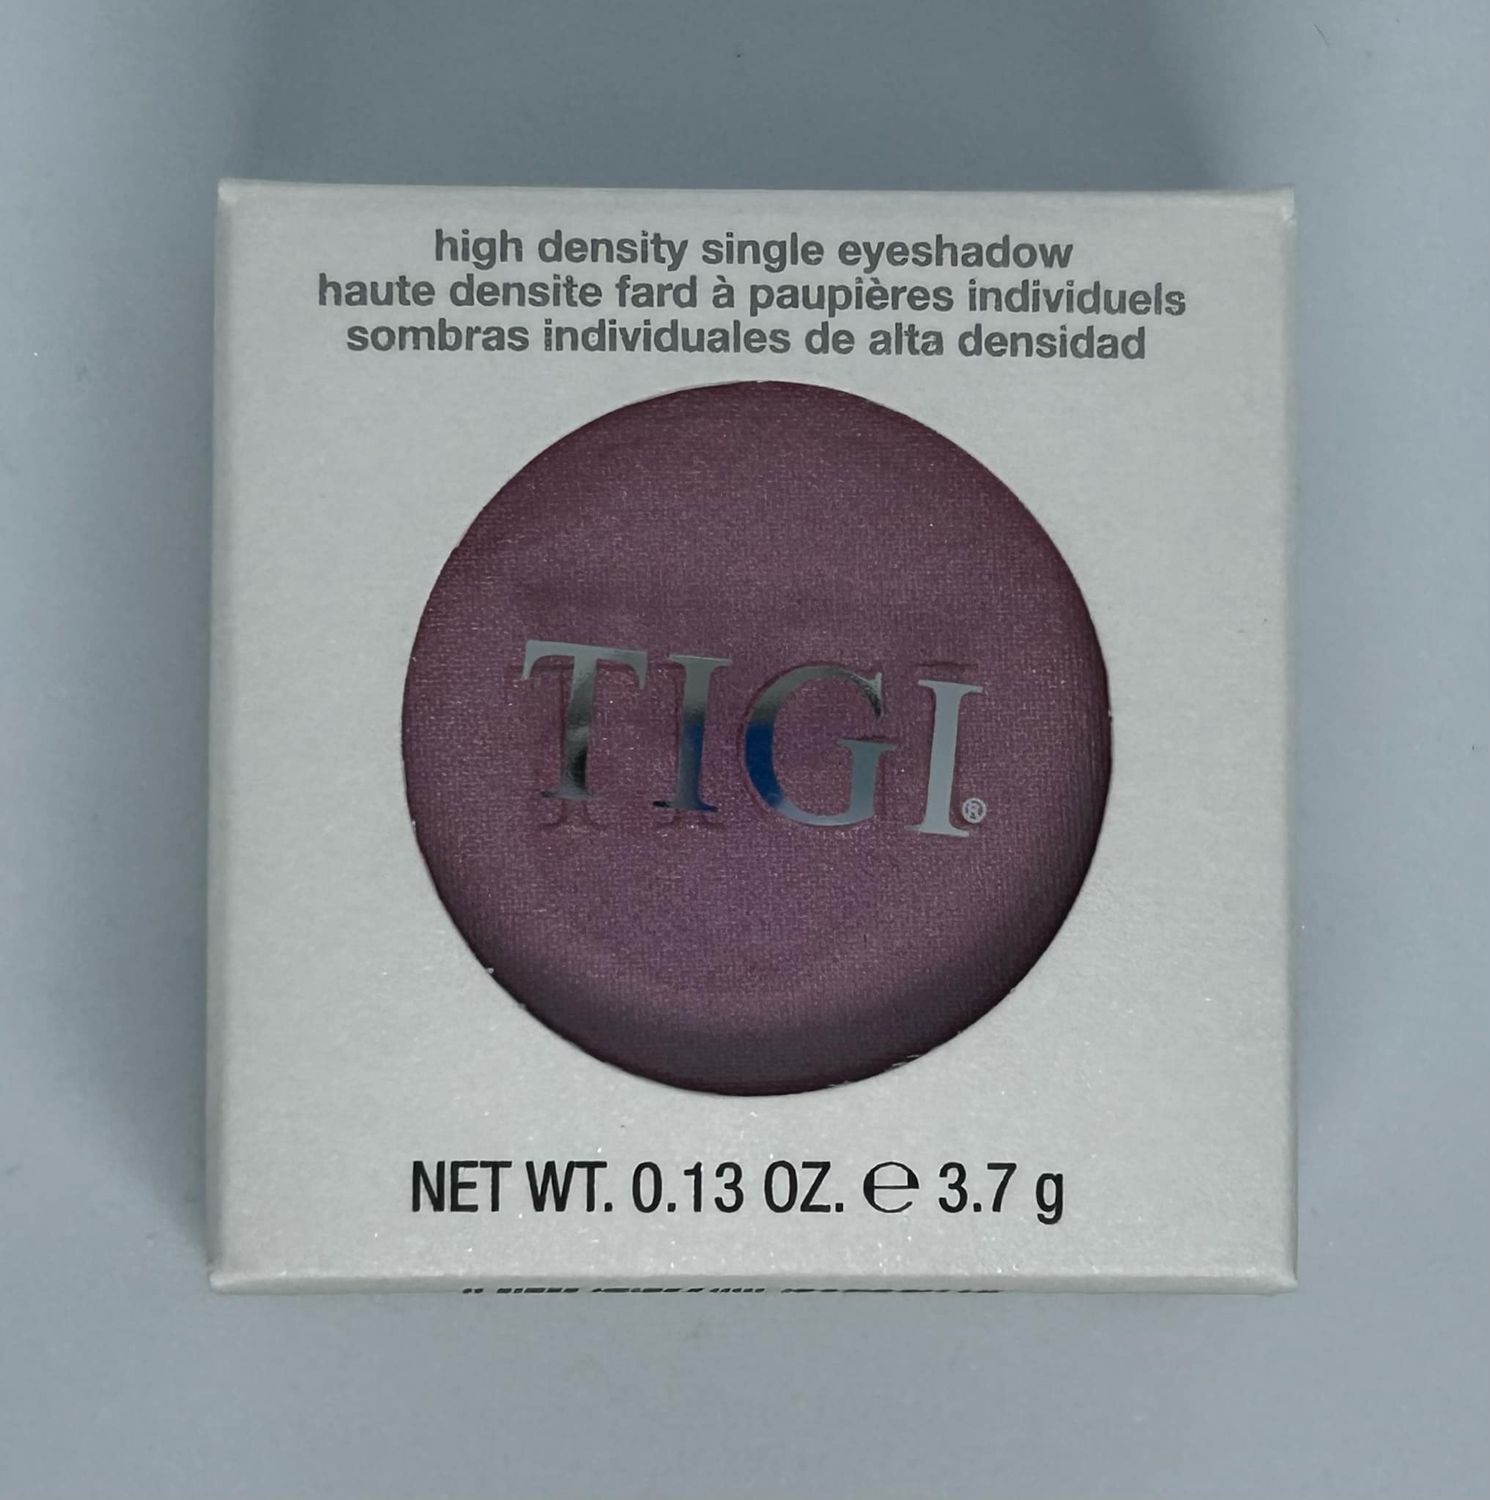 high density single eyeshadow
haute densite fard à paupières individuels
sombras individuales de alta densidad
TIGI®
NET WT. 0.13 OZ. ℮ 3.7 g